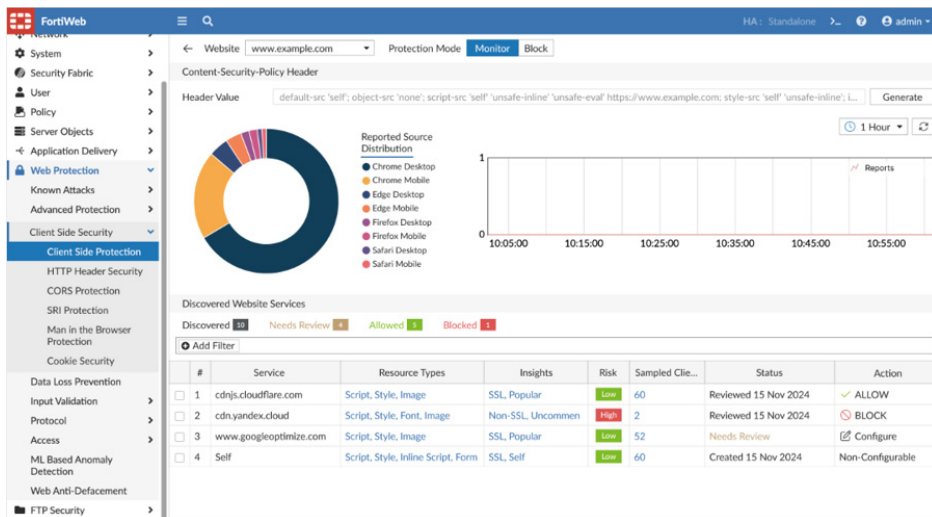 FortiWeb
HA: Standalone >_ admin
Network
System
Security Fabric
User
Policy
Server Objects
Application Delivery
Web Protection
Known Attacks
Advanced Protection
Client Side Security
Client Side Protection
HTTP Header Security
CORS Protection
SRI Protection
Man in the Browser
Protection
Cookie Security
Data Loss Prevention
Input Validation
Protocol
Access
ML Based Anomaly
Detection
Web Anti-Defacement
FTP Security
Website www.example.com Protection Mode Monitor Block
Content-Security-Policy Header
Header Value default-src 'self'; object-src 'none'; script-src 'self' 'unsafe-inline' 'unsafe-eval' https://www.example.com; style-src 'self' 'unsafe-inline'; i... Generate
1 Hour
Reported Source
Distribution
Chrome Desktop
Chrome Mobile
Edge Desktop
Edge Mobile
Firefox Desktop
Firefox Mobile
Safari Desktop
Safari Mobile
1
Reports
0
10:05:00 10:15:00 10:25:00 10:35:00 10:45:00 10:55:00
Discovered Website Services
Discovered 10 Needs Review 4 Allowed 5 Blocked 1
Add Filter
# Service Resource Types Insights Risk Sampled Clie... Status Action
1 cdnjs.cloudflare.com Script, Style, Image SSL, Popular Low 60 Reviewed 15 Nov 2024 ALLOW
2 cdn.yandex.cloud Script, Style, Font, Image Non-SSL, Uncommen High 2 Reviewed 15 Nov 2024 BLOCK
3 www.googleoptimize.com Script, Style, Image SSL, Popular Low 52 Needs Review Configure
4 Self Script, Style, Inline Script, Form SSL, Self Low 60 Created 15 Nov 2024 Non-Configurable